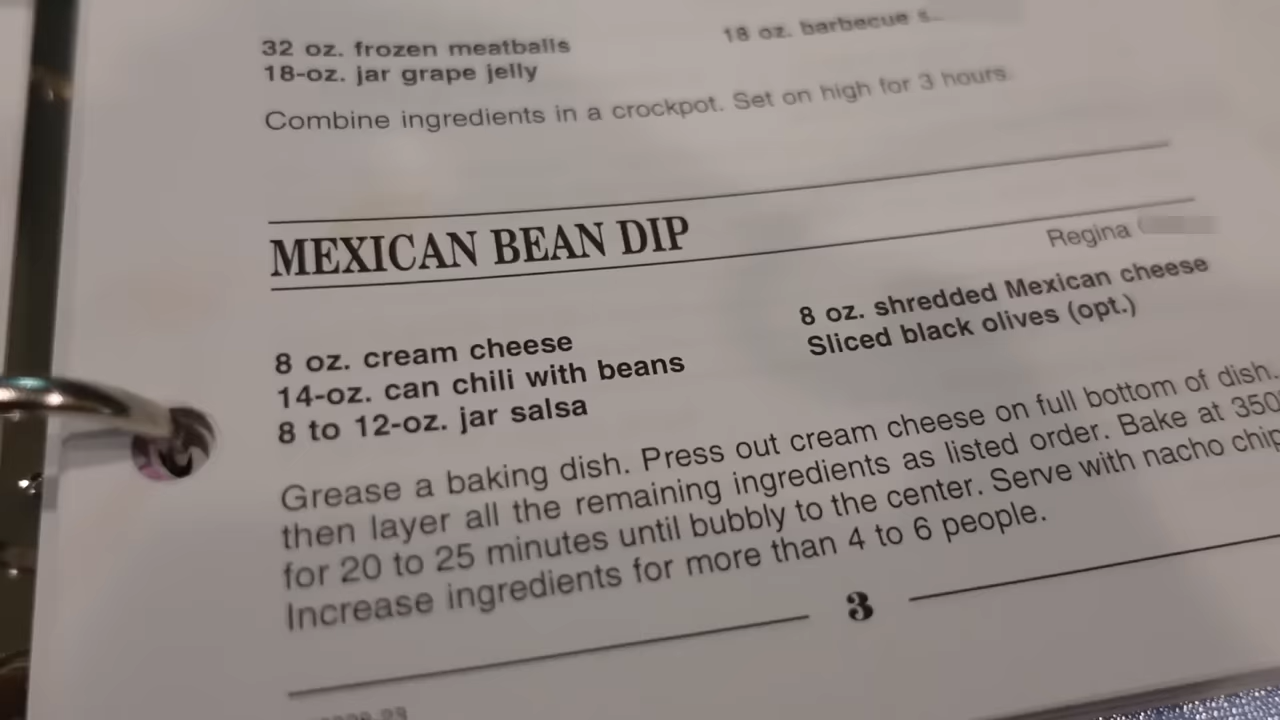 32 oz. frozen meatballs
18 oz. barbecue
18-oz. jar grape jelly
Combine ingredients in a crockpot. Set on high for 3 hours.
MEXICAN BEAN DIP
Regina
8 oz. cream cheese
14-oz. can chili with beans
8 to 12-oz. jar salsa
8 oz. shredded Mexican cheese
Sliced black olives (opt.)
Grease a baking dish. Press out cream cheese on full bottom of dish.
then layer all the remaining ingredients as listed order. Bake at 350
for 20 to 25 minutes until bubbly to the center. Serve with nacho
Increase ingredients for more than 4 to 6 people.
3